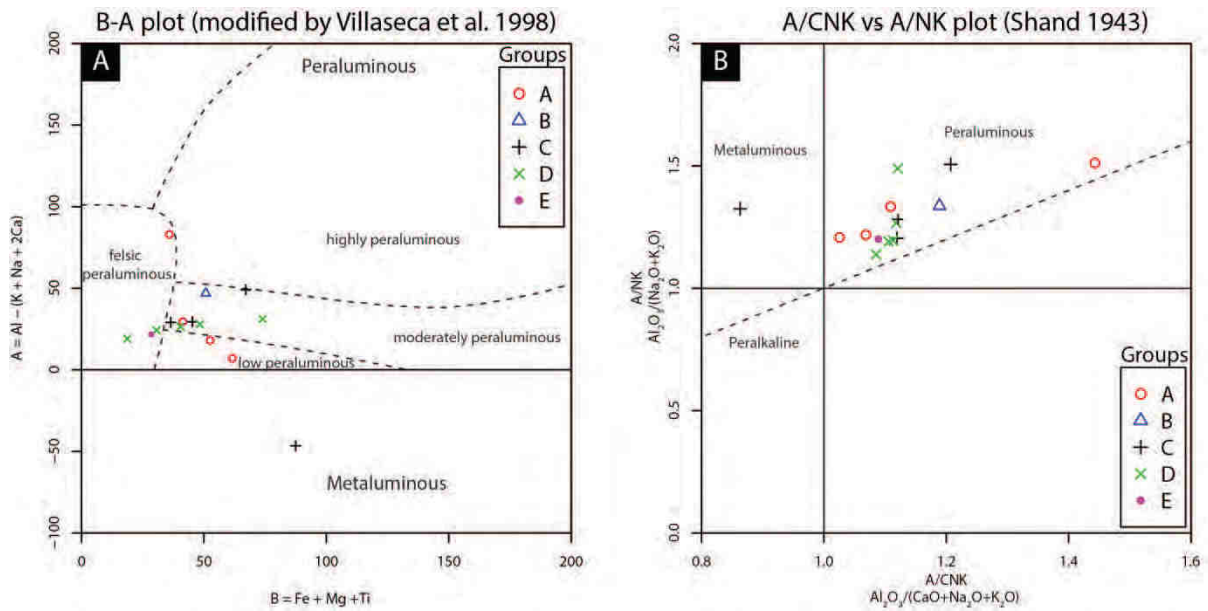 B-A plot (modified by Villaseca et al. 1998)
A
Peraluminous
Groups
A
B
C
D
E
felsic
peraluminous
highly peraluminous
moderately peraluminous
low peraluminous
Metaluminous
200
150
100
50
0
−50
−100
A = Al − (K + Na + 2Ca)
0 50 100 150 200
B = Fe + Mg +Ti
A/CNK vs A/NK plot (Shand 1943)
B
Metaluminous
Peraluminous
Peralkaline
Groups
A
B
C
D
E
2.0
1.5
1.0
0.5
0.0
A/NK
Al₂O₃/(Na₂O+K₂O)
0.8 1.0 1.2 1.4 1.6
A/CNK
Al₂O₃/(CaO+Na₂O+K₂O)